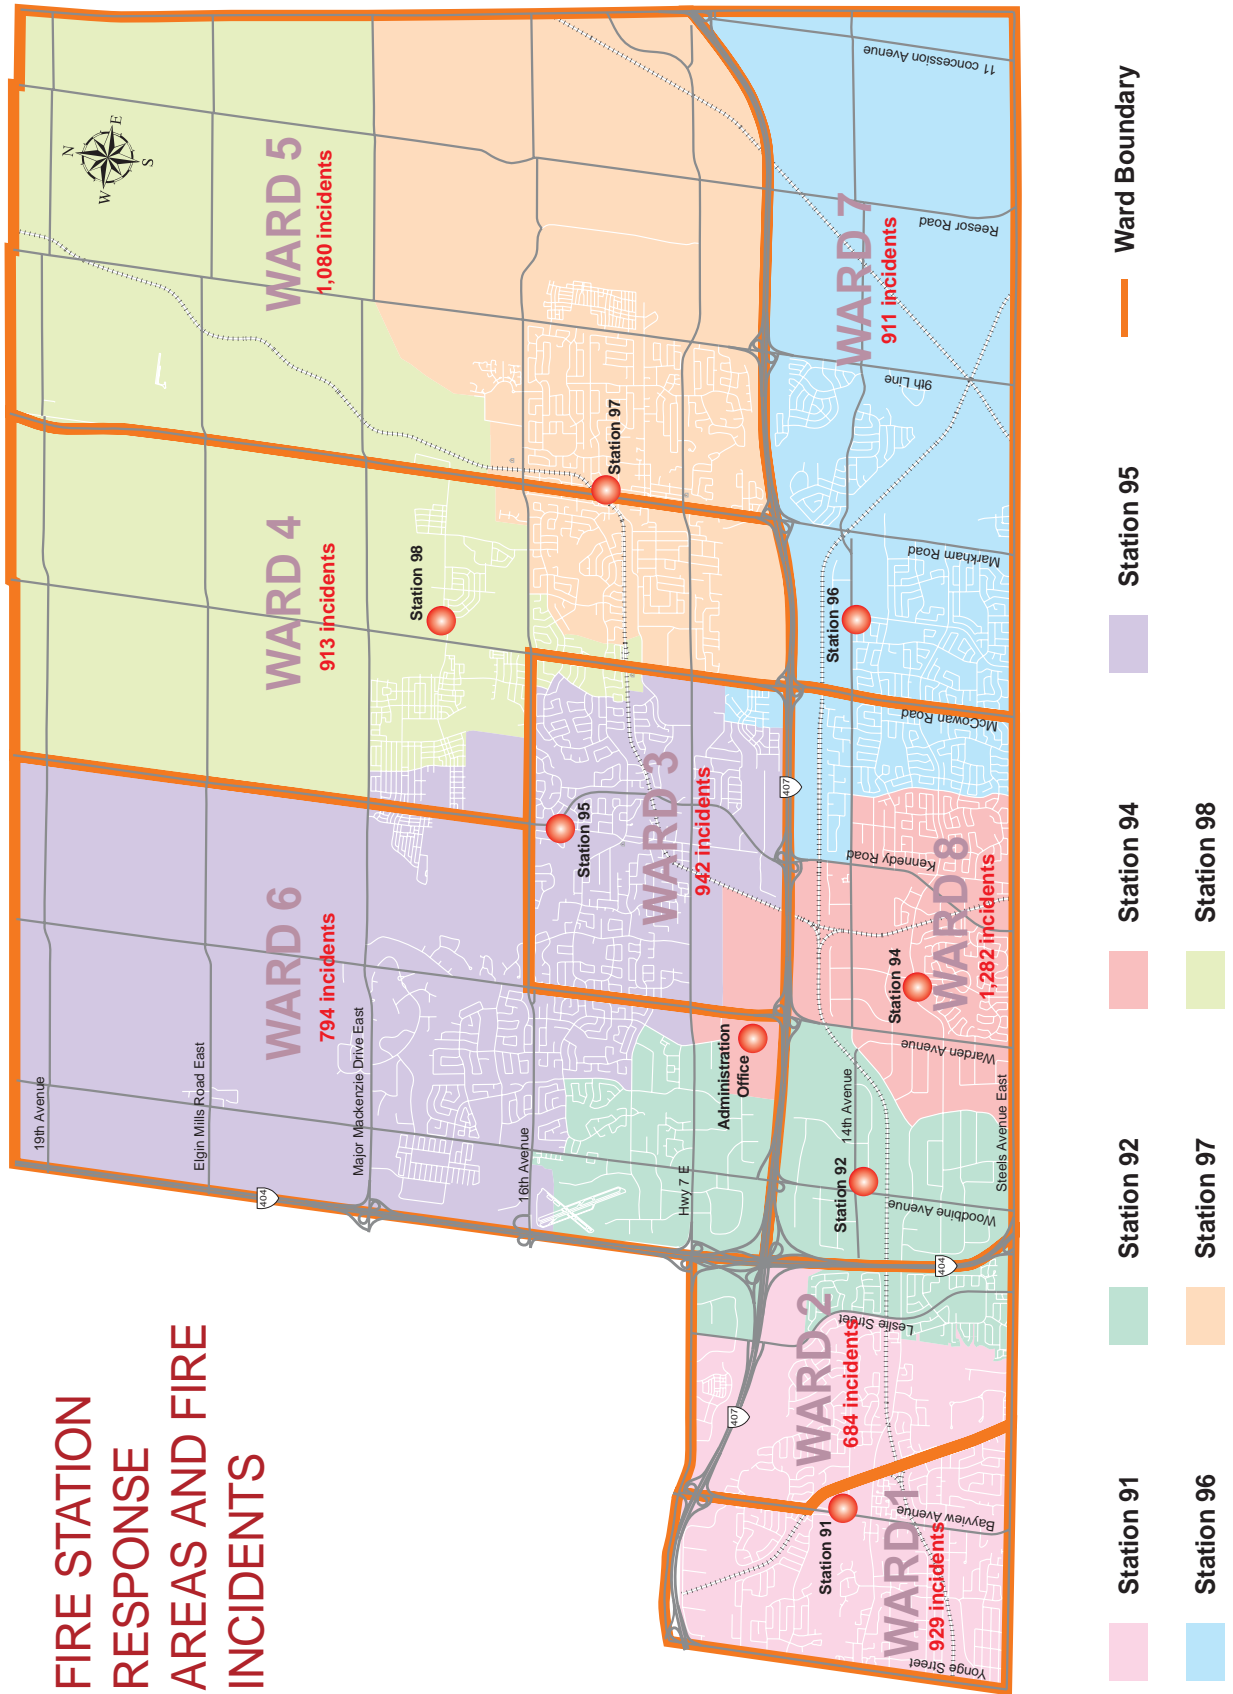 FIRE STATION
RESPONSE
AREAS AND FIRE
INCIDENTS
N
W
E
S
19th Avenue
Elgin Mills Road East
Major Mackenzie Drive East
16th Avenue
Hwy 7 E
14th Avenue
Steels Avenue East
404
404
407
407
WARD 6
794 incidents
WARD 4
913 incidents
WARD 5
1,080 incidents
WARD 3
942 incidents
WARD 7
911 incidents
WARD 2
684 incidents
WARD 1
929 incidents
WARD 8
1,282 incidents
Station 98
Station 97
Station 95
Station 96
Administration
Office
Station 94
Station 92
Station 91
Yonge Street
Bayview Avenue
Leslie Street
Woodbine Avenue
Warden Avenue
Kennedy Road
McCowan Road
Markham Road
9th Line
Reesor Road
11 concession Avenue
Station 91
Station 92
Station 94
Station 95
Ward Boundary
Station 96
Station 97
Station 98